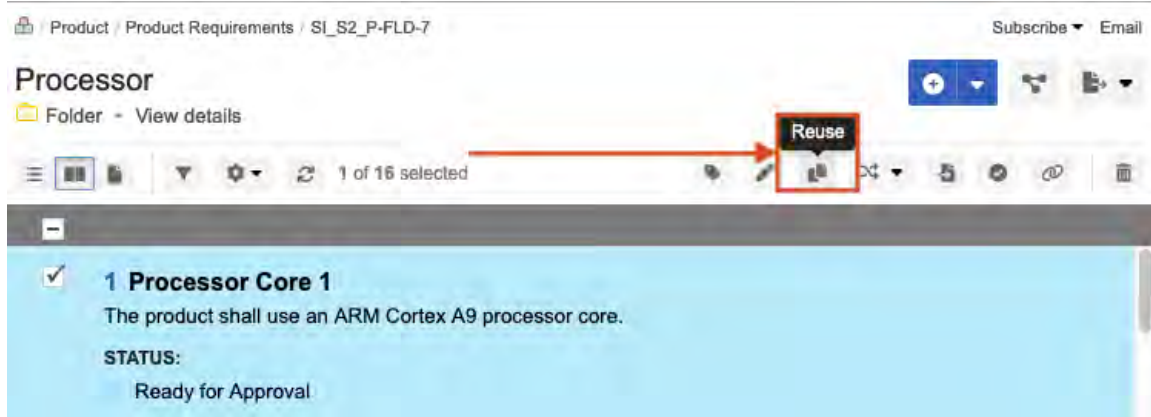 Product / Product Requirements / SI_S2_P-FLD-7
Subscribe Email
Processor
Folder - View details
Reuse
1 of 16 selected
1 Processor Core 1
The product shall use an ARM Cortex A9 processor core.
STATUS:
Ready for Approval